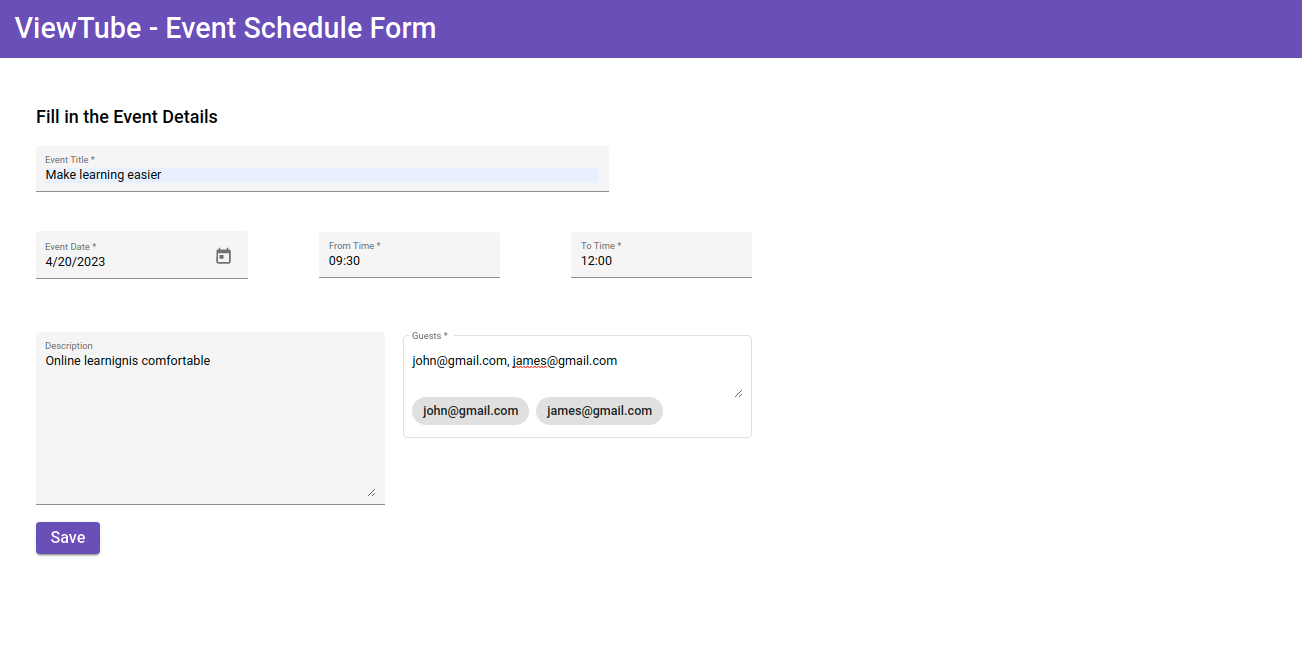 ViewTube - Event Schedule Form
Fill in the Event Details
Event Title *
Make learning easier
Event Date *
4/20/2023
From Time *
09:30
To Time *
12:00
Description
Online learnignis comfortable
Guests *
john@gmail.com, james@gmail.com
john@gmail.com james@gmail.com
Save